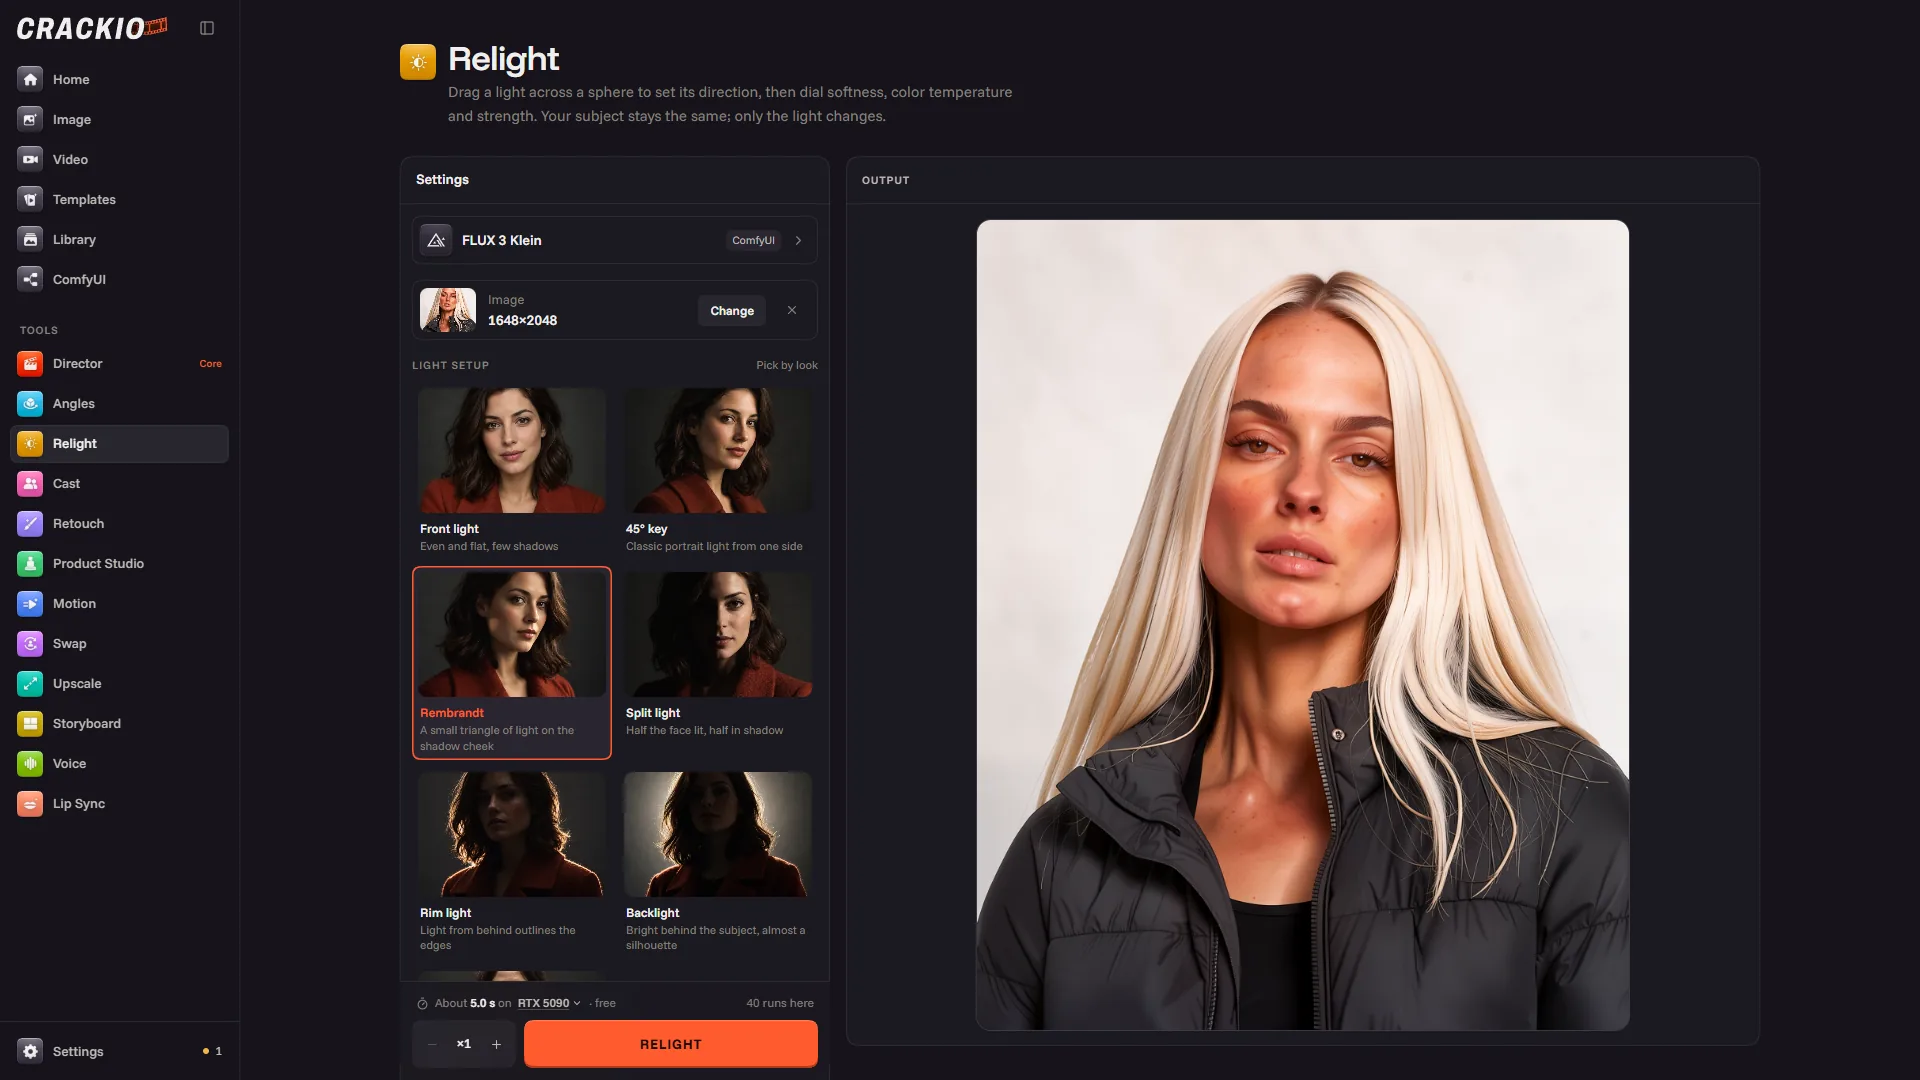 CRACKIO
Home
Image
Video
Templates
Library
ComfyUI
TOOLS
Director
Core
Angles
Relight
Cast
Retouch
Product Studio
Motion
Swap
Upscale
Storyboard
Voice
Lip Sync
Settings
1
Relight
Drag a light across a sphere to set its direction, then dial softness, color temperature
and strength. Your subject stays the same; only the light changes.
Settings
FLUX 3 Klein
ComfyUI
Image
1648×2048
Change
LIGHT SETUP
Pick by look
Front light
Even and flat, few shadows
45° key
Classic portrait light from one side
Rembrandt
A small triangle of light on the
shadow cheek
Split light
Half the face lit, half in shadow
Rim light
Light from behind outlines the
edges
Backlight
Bright behind the subject, almost a
silhouette
About 5.0 s on RTX 5090 · free
40 runs here
×1
RELIGHT
OUTPUT